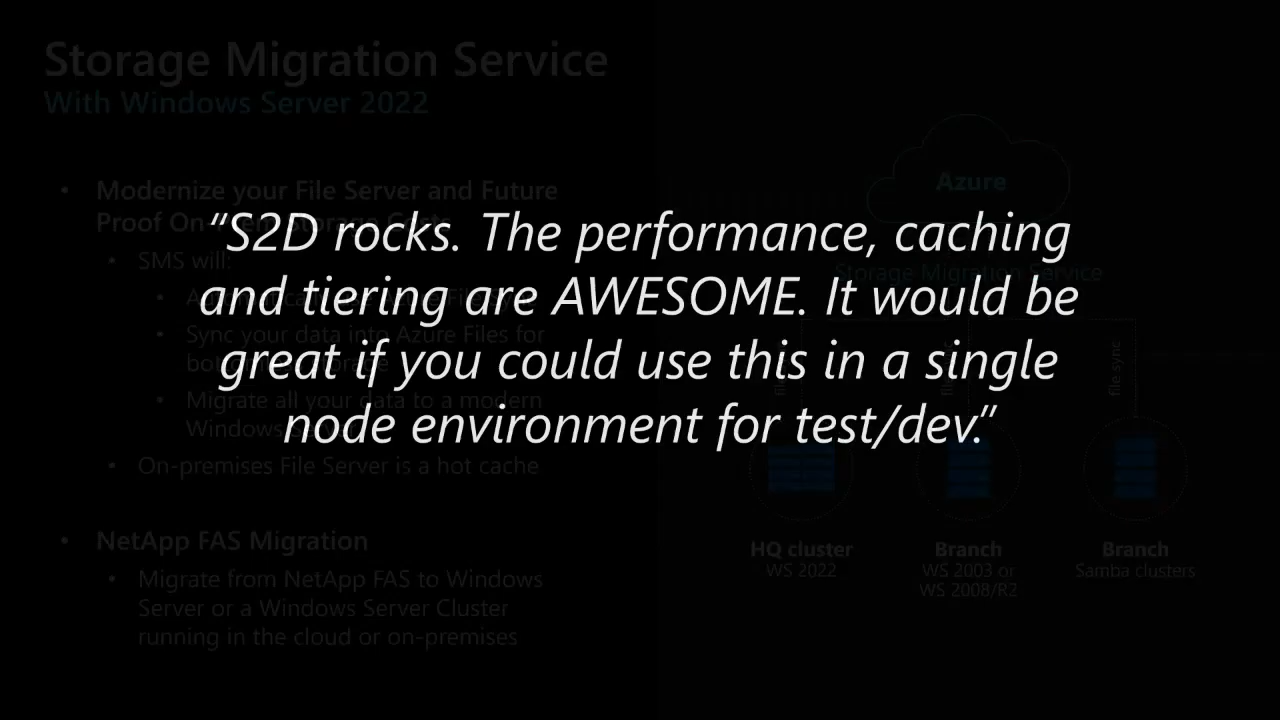 Storage Migration Service
With Windows Server 2022
• Modernize your File Server and Future
Proof On-
• SMS will:
• Sync your data into Azure Files for
• Migrate all your data to a modern
Windows
• On-premises File Server is a hot cache
• NetApp FAS Migration
• Migrate from NetApp FAS to Windows
Server or a Windows Server Cluster
running in the cloud or on-premises
“S2D rocks. The performance, caching
and tiering are AWESOME. It would be
great if you could use this in a single
node environment for test/dev.”
Azure
Storage Migration Service
file sync
HQ cluster
WS 2022
Branch
WS 2003 or
WS 2008/R2
Branch
Samba clusters